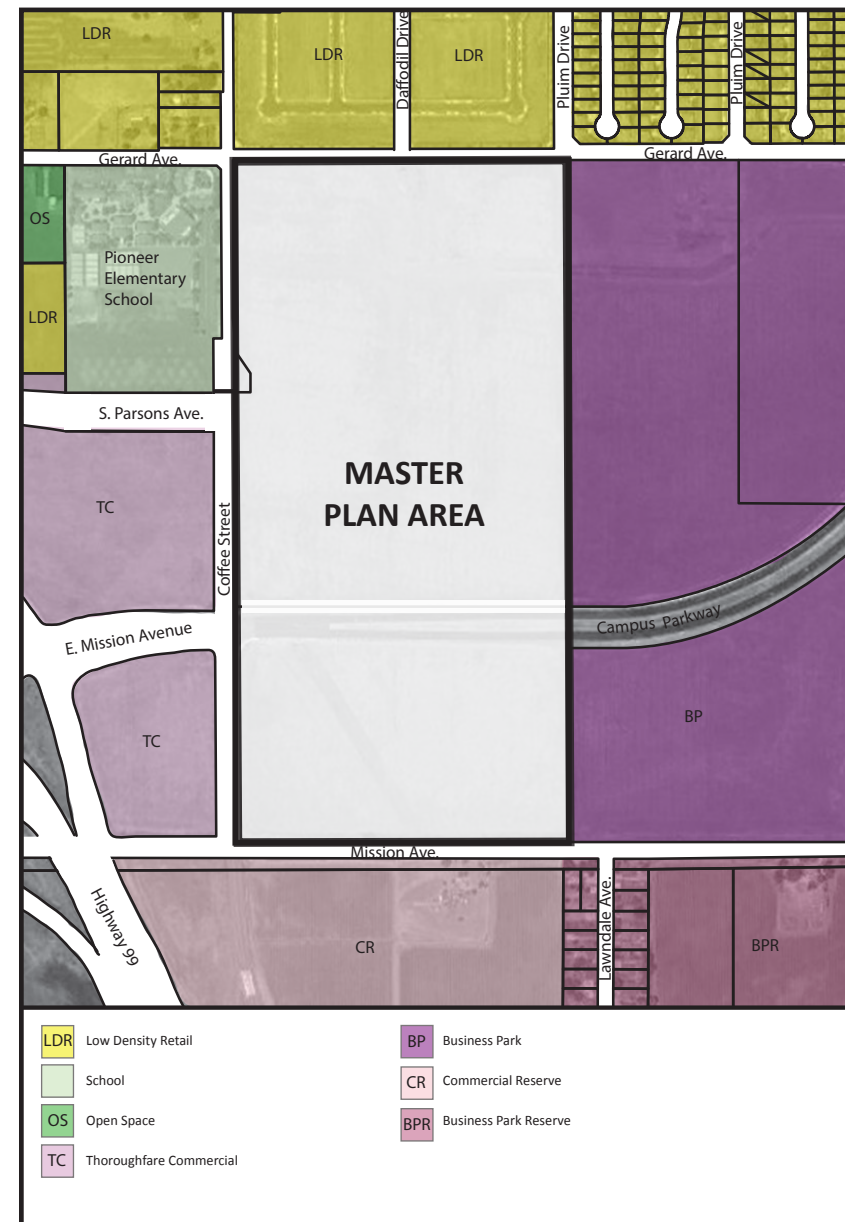 LDR
LDR
Daffodil Drive
LDR
Pluim Drive
Pluim Drive
Gerard Ave.
Gerard Ave.
OS
Pioneer
Elementary
School
LDR
S. Parsons Ave.
TC
Coffee Street
MASTER
PLAN AREA
E. Mission Avenue
Campus Parkway
TC
BP
Mission Ave.
Highway 99
CR
Lawndale Ave.
BPR
LDR Low Density Retail
School
OS Open Space
TC Thoroughfare Commercial
BP Business Park
CR Commercial Reserve
BPR Business Park Reserve